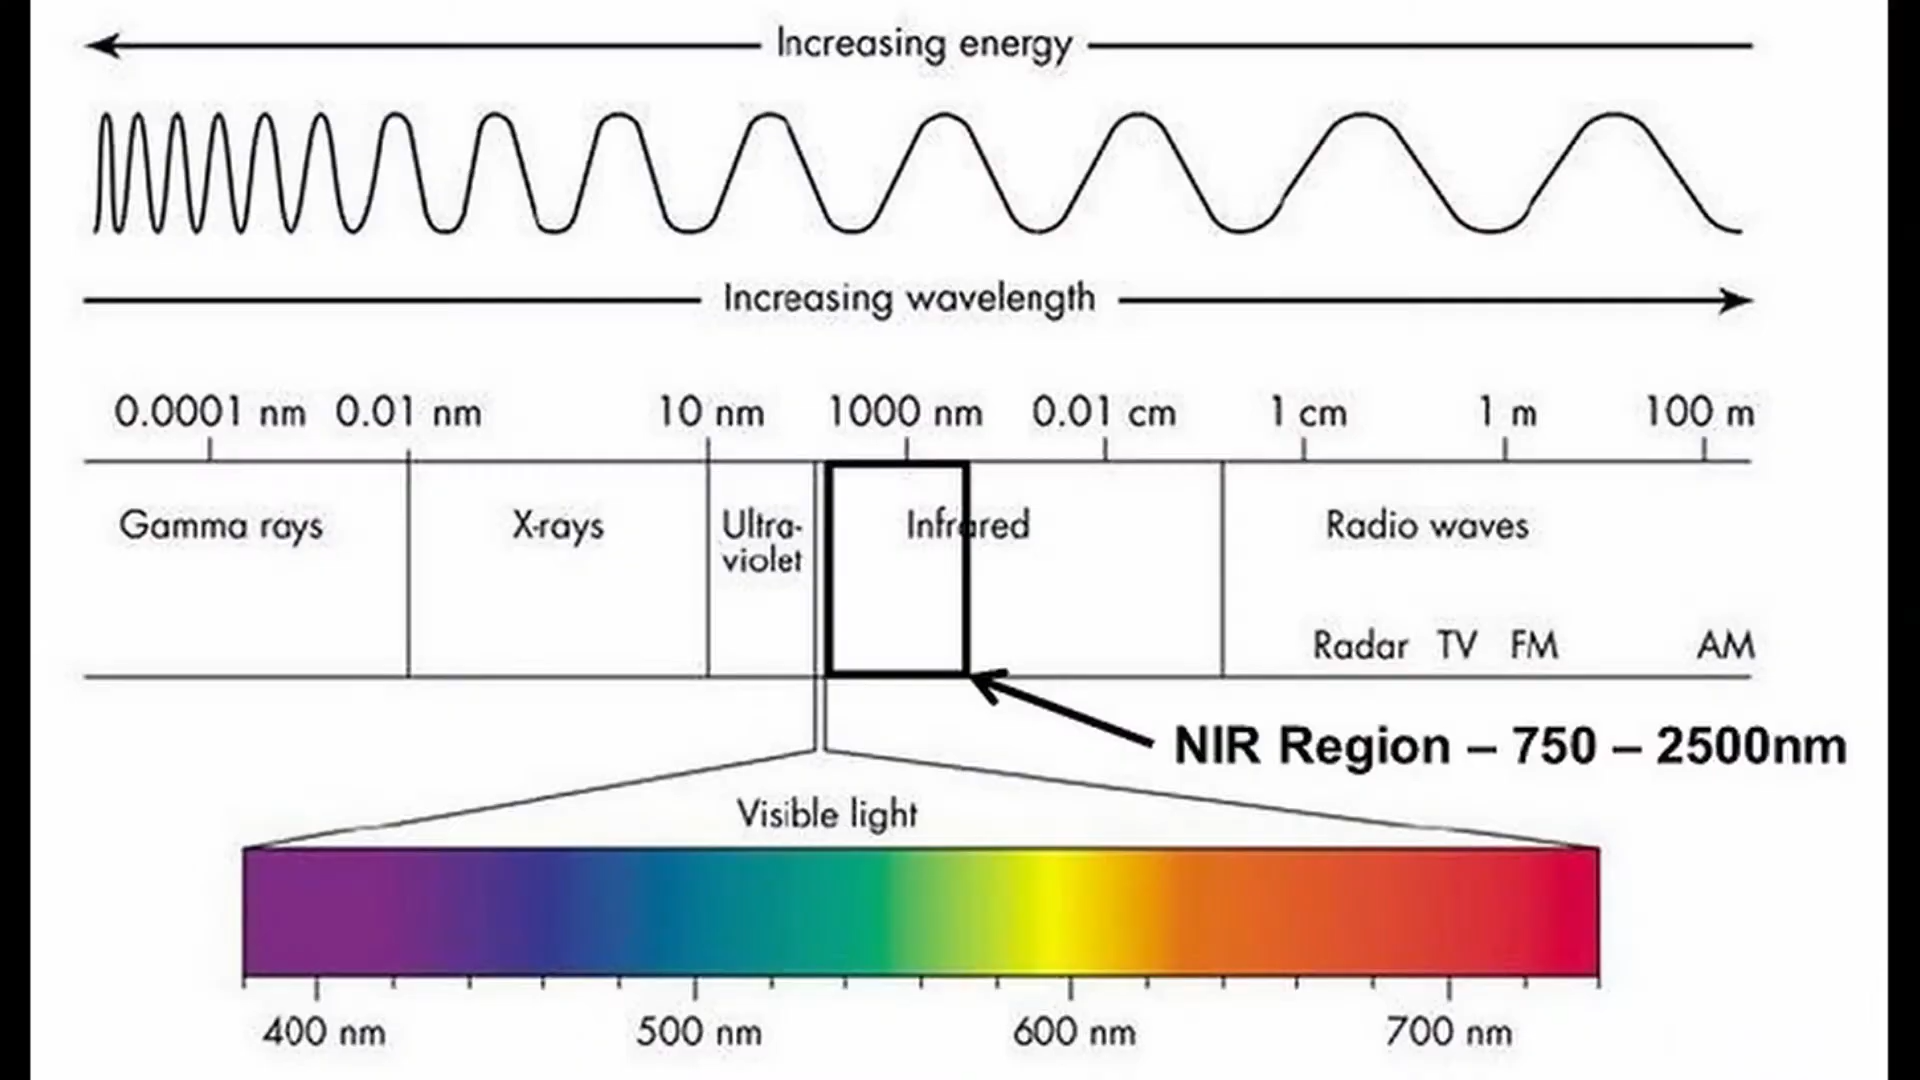 Increasing energy
Increasing wavelength
0.0001 nm 0.01 nm 10 nm 1000 nm 0.01 cm 1 cm 1 m 100 m
Gamma rays X-rays Ultra-
violet Infrared Radio waves
Radar TV FM AM
NIR Region – 750 – 2500nm
Visible light
400 nm 500 nm 600 nm 700 nm